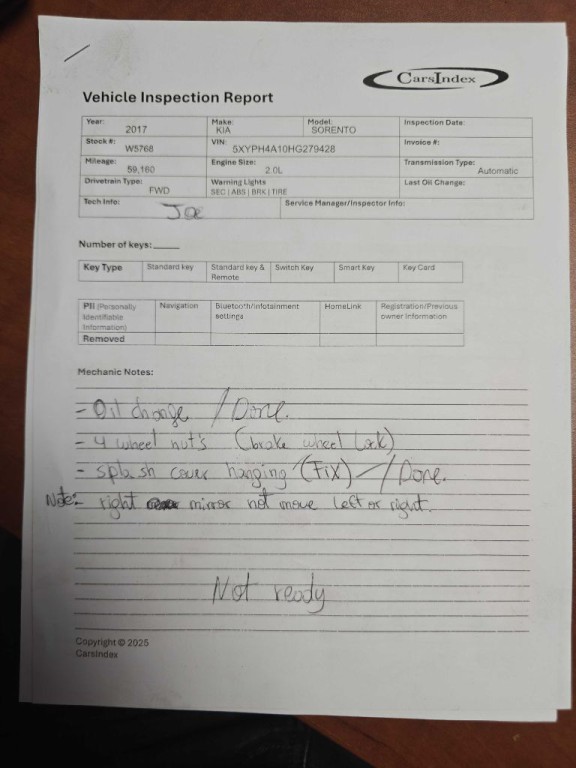 CarsIndex
Vehicle Inspection Report
Year: 2017 Make: KIA Model: SORENTO Inspection Date:
Stock #: W5768 VIN: 5XYPH4A10HG279428 Invoice #:
Mileage: 59,160 Engine Size: 2.0L Transmission Type: Automatic
Drivetrain Type: FWD Warning Lights SEC | ABS | BRK | TIRE Last Oil Change:
Tech Info: Joe Service Manager/Inspector Info:
Number of keys:
Key Type Standard key Standard key & Remote Switch Key Smart Key Key Card
PII (Personally Identifiable Information) Navigation Bluetooth/Infotainment settings HomeLink Registration/Previous owner information
Removed
Mechanic Notes:
- Oil change / Done.
- 4 wheel nut's (brake wheel Lock)
- splash cover hanging (Fix) / Done.
Note:- right mirror not move left or right.
Not ready
Copyright © 2025
CarsIndex